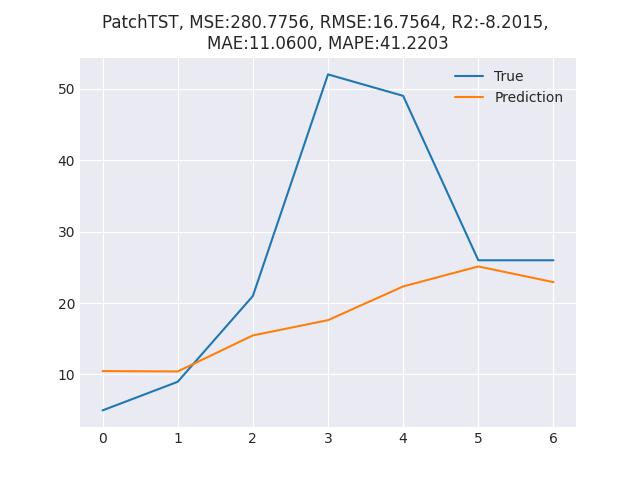 PatchTST, MSE:280.7756, RMSE:16.7564, R2:-8.2015,
MAE:11.0600, MAPE:41.2203
True
Prediction
50
40
30
20
10
0 1 2 3 4 5 6